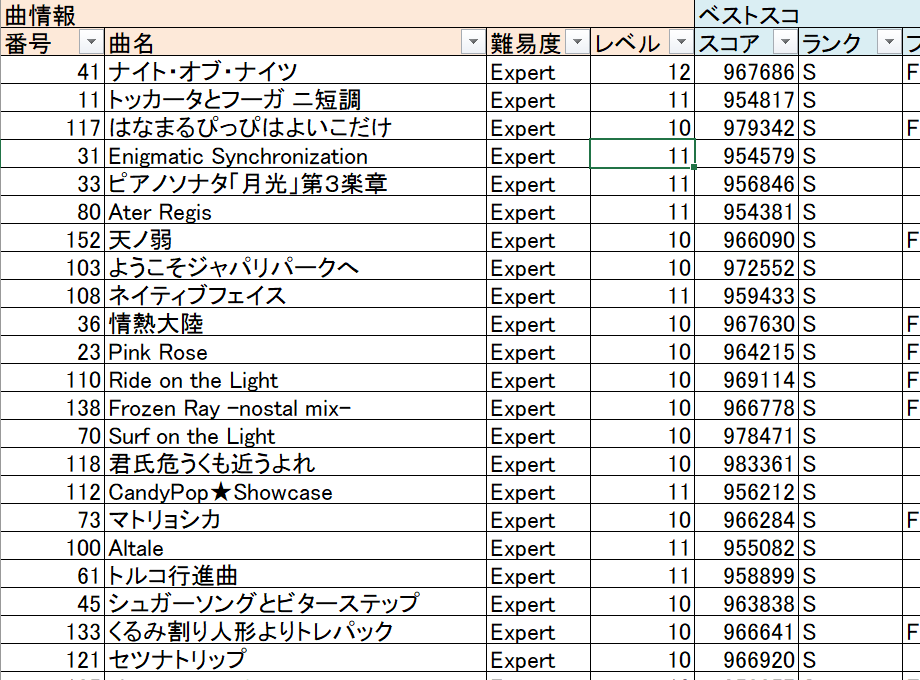 曲情報 ベストスコ
番号 曲名 難易度 レベル スコア ランク フ
41 ナイト・オブ・ナイツ Expert 12 967686 S F
11 トッカータとフーガ ニ短調 Expert 11 954817 S
117 はなまるぴっぴはよいこだけ Expert 10 979342 S F
31 Enigmatic Synchronization Expert 11 954579 S
33 ピアノソナタ「月光」第3楽章 Expert 11 956846 S
80 Ater Regis Expert 11 954381 S
152 天ノ弱 Expert 10 966090 S F
103 ようこそジャパリパークへ Expert 10 972552 S
108 ネイティブフェイス Expert 11 959433 S
36 情熱大陸 Expert 10 967630 S F
23 Pink Rose Expert 10 964215 S F
110 Ride on the Light Expert 10 969114 S F
138 Frozen Ray -nostal mix- Expert 10 966778 S F
70 Surf on the Light Expert 10 978471 S
118 君氏危うくも近うよれ Expert 10 983361 S
112 CandyPop★Showcase Expert 11 956212 S
73 マトリョシカ Expert 10 966284 S F
100 Altale Expert 11 955082 S
61 トルコ行進曲 Expert 11 958899 S
45 シュガーソングとビターステップ Expert 10 963838 S
133 くるみ割り人形よりトレパック Expert 10 966641 S F
121 セツナトリップ Expert 10 966920 S